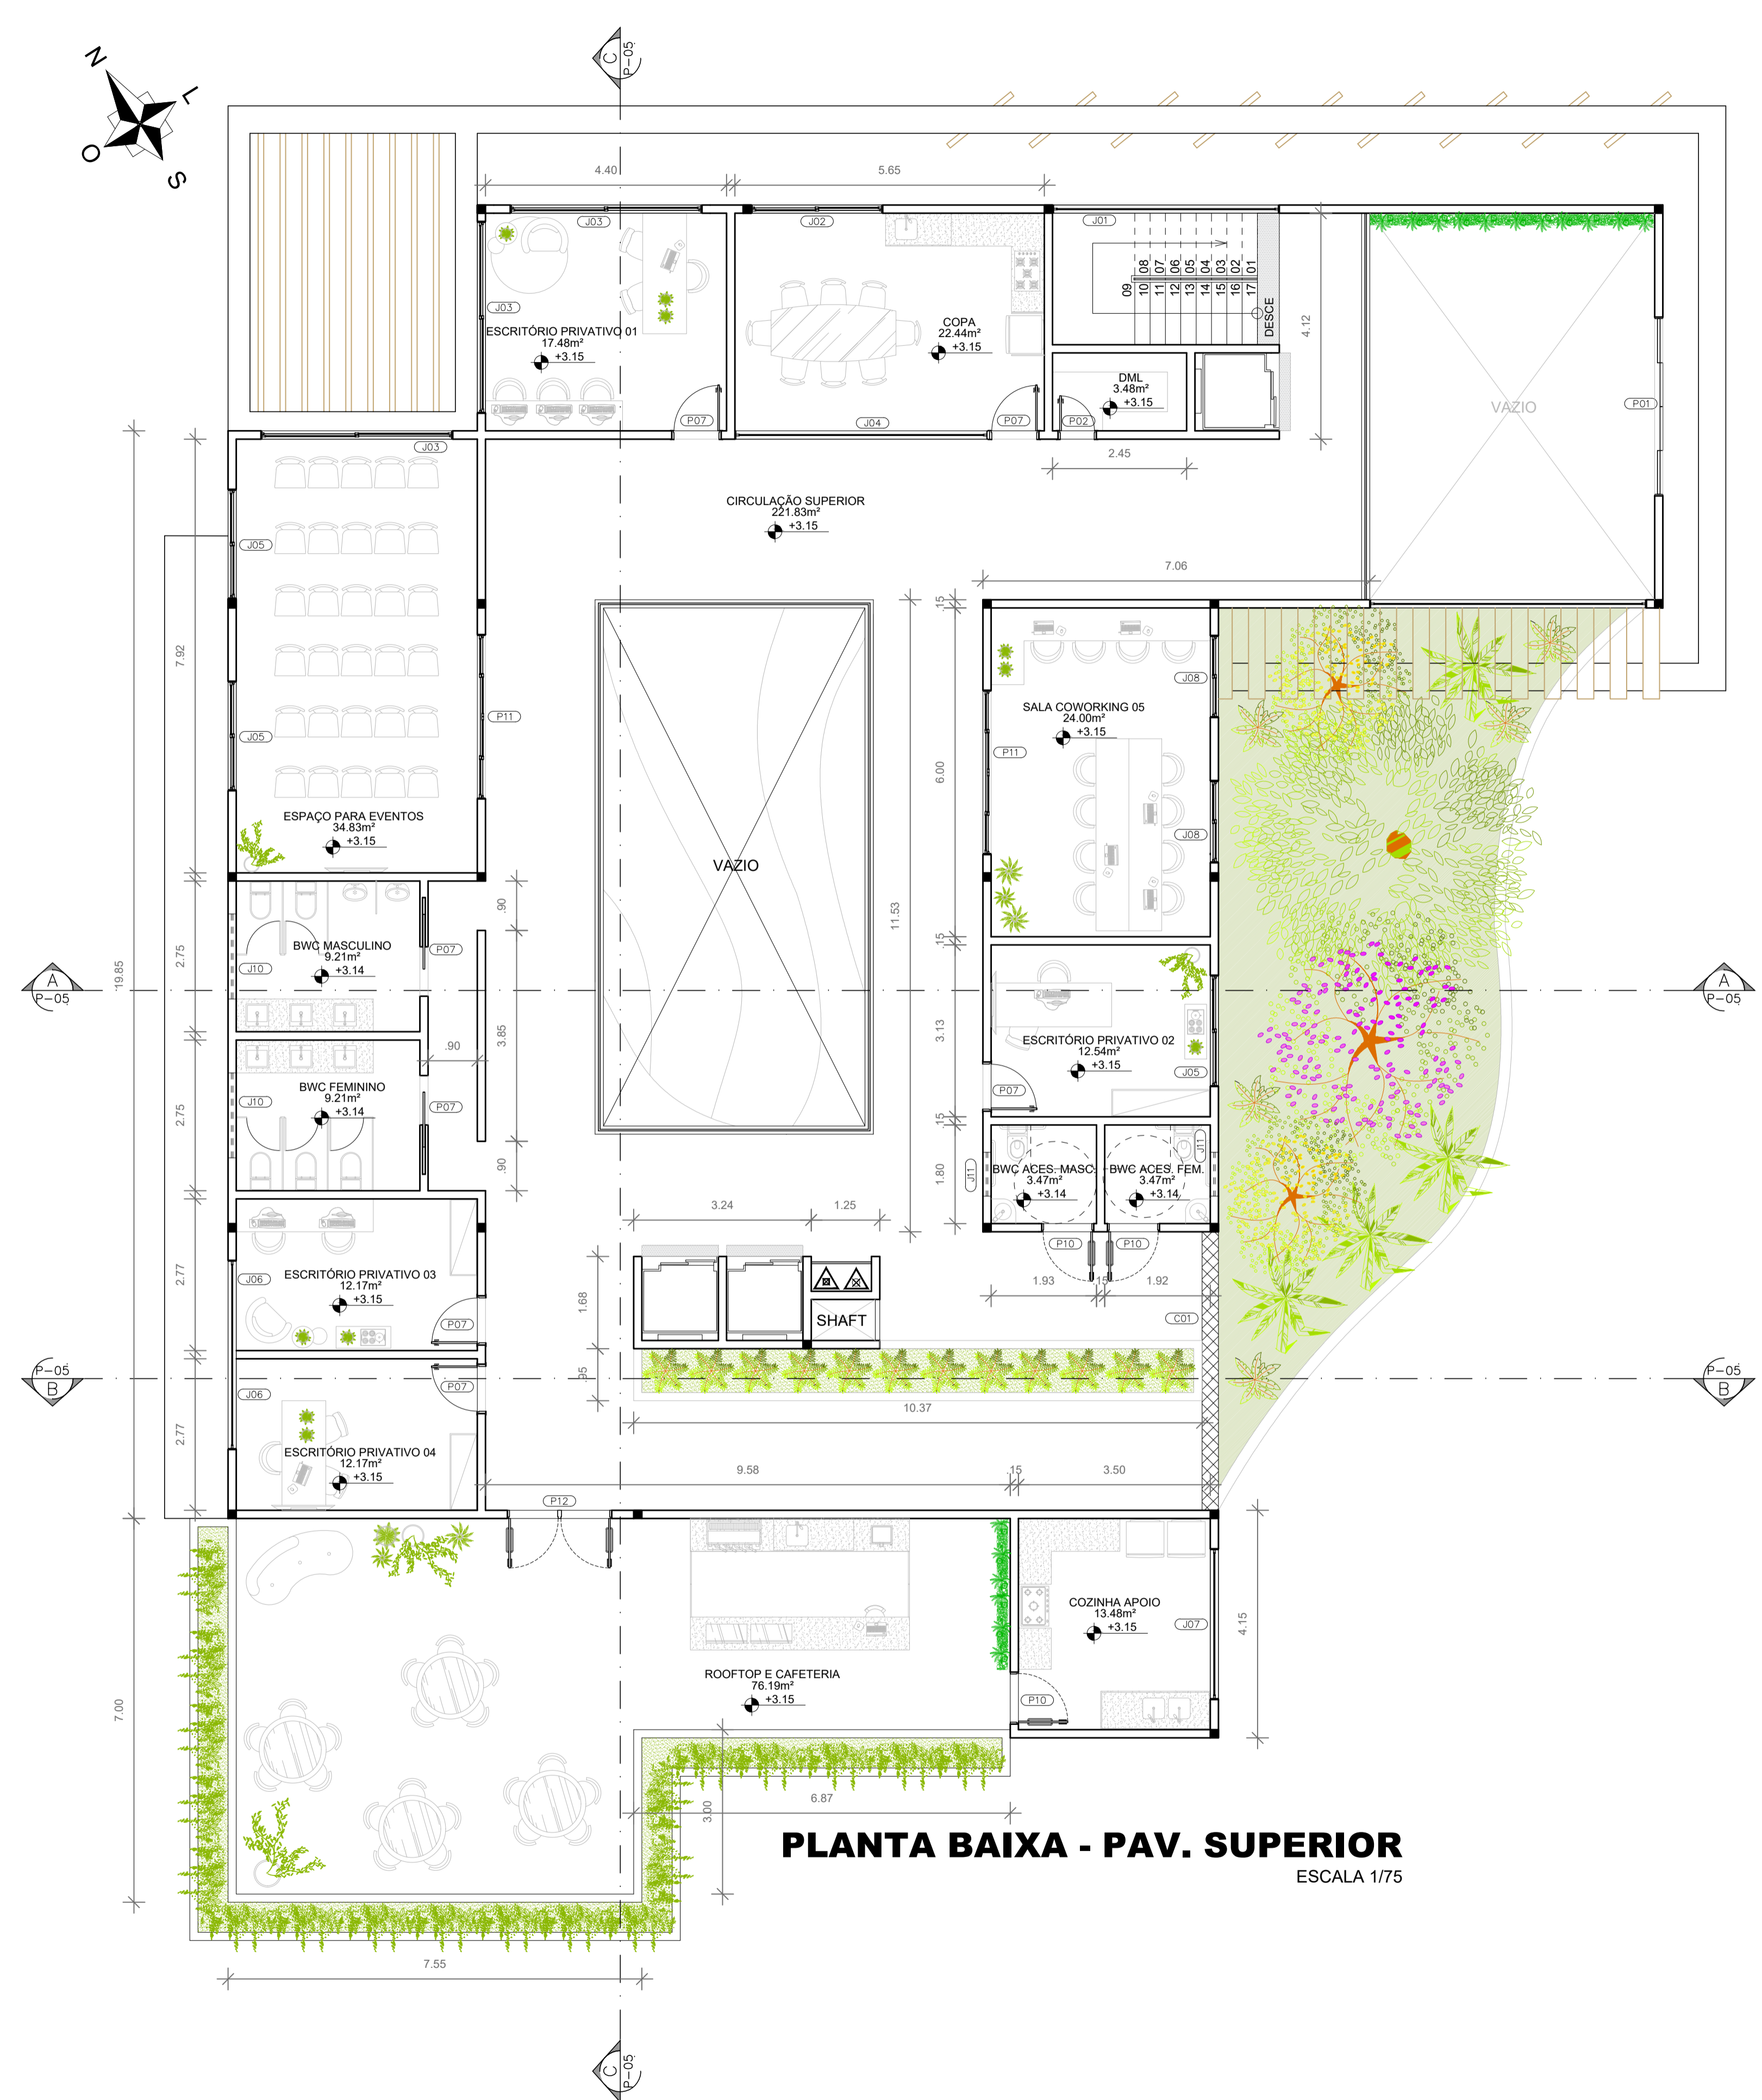 C
P-05
N
L
O
S
4.40
5.65
J03
J02
J01
J03
ESCRITÓRIO PRIVATIVO 01
17.48m²
+3.15
COPA
22.44m²
+3.15
08 07 06 05 04 03 02 01
09
10 11 12 13 14 15 16 17
DESCE
4.12
DML
3.48m²
+3.15
VAZIO
P01
P07
J04
P07
P02
J03
2.45
CIRCULAÇÃO SUPERIOR
221.83m²
+3.15
J05
7.06
.15
7.92
J08
SALA COWORKING 05
24.00m²
+3.15
P11
J05
P11
6.00
ESPAÇO PARA EVENTOS
34.83m²
+3.15
J08
VAZIO
.90
11.53
BWC MASCULINO
9.21m²
+3.14
P07
J10
2.75
19.85
.15
A
P-05
A
P-05
3.85
.90
3.13
ESCRITÓRIO PRIVATIVO 02
12.54m²
+3.15
J05
P07
BWC FEMININO
9.21m²
+3.14
J10
P07
2.75
.15
.90
1.80
J11
BWC ACES. MASC.
3.47m²
+3.14
BWC ACES. FEM.
3.47m²
+3.14
J11
3.24
1.25
P10
P10
1.93
.15
1.92
ESCRITÓRIO PRIVATIVO 03
12.17m²
+3.15
J06
P07
2.77
1.68
SHAFT
C01
P-05
B
P-05
B
J06
P07
.95
10.37
2.77
ESCRITÓRIO PRIVATIVO 04
12.17m²
+3.15
9.58
.15
3.50
P12
COZINHA APOIO
13.48m²
+3.15
J07
4.15
ROOFTOP E CAFETERIA
76.19m²
+3.15
P10
7.00
3.00
6.87
PLANTA BAIXA - PAV. SUPERIOR
ESCALA 1/75
7.55
C
P-05